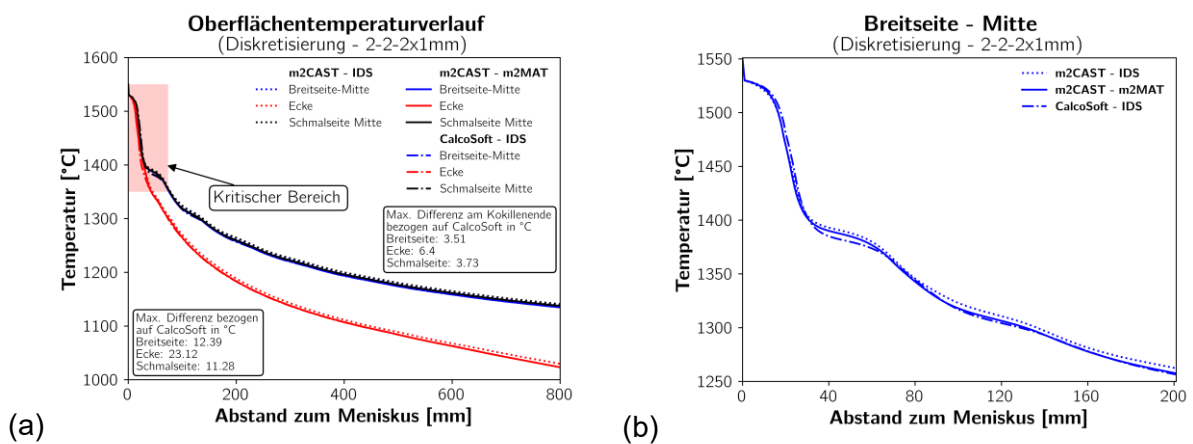 Oberflächentemperaturverlauf
(Diskretisierung - 2-2-2x1mm)
1600
1500
1400
1300
1200
1100
1000
Temperatur [°C]
m2CAST - IDS
Breitseite-Mitte
Ecke
Schmalseite Mitte
m2CAST - m2MAT
Breitseite-Mitte
Ecke
Schmalseite Mitte
CalcoSoft - IDS
Breitseite-Mitte
Ecke
Schmalseite Mitte
Kritischer Bereich
Max. Differenz am Kokillenende
bezogen auf CalcoSoft in °C
Breitseite: 3.51
Ecke: 6.4
Schmalseite: 3.73
Max. Differenz bezogen
auf CalcoSoft in °C
Breitseite: 12.39
Ecke: 23.12
Schmalseite: 11.28
0 200 400 600 800
Abstand zum Meniskus [mm]
(a)
Breitseite - Mitte
(Diskretisierung - 2-2-2x1mm)
1550
1500
1450
1400
1350
1300
1250
Temperatur [°C]
m2CAST - IDS
m2CAST - m2MAT
CalcoSoft - IDS
0 40 80 120 160 200
Abstand zum Meniskus [mm]
(b)